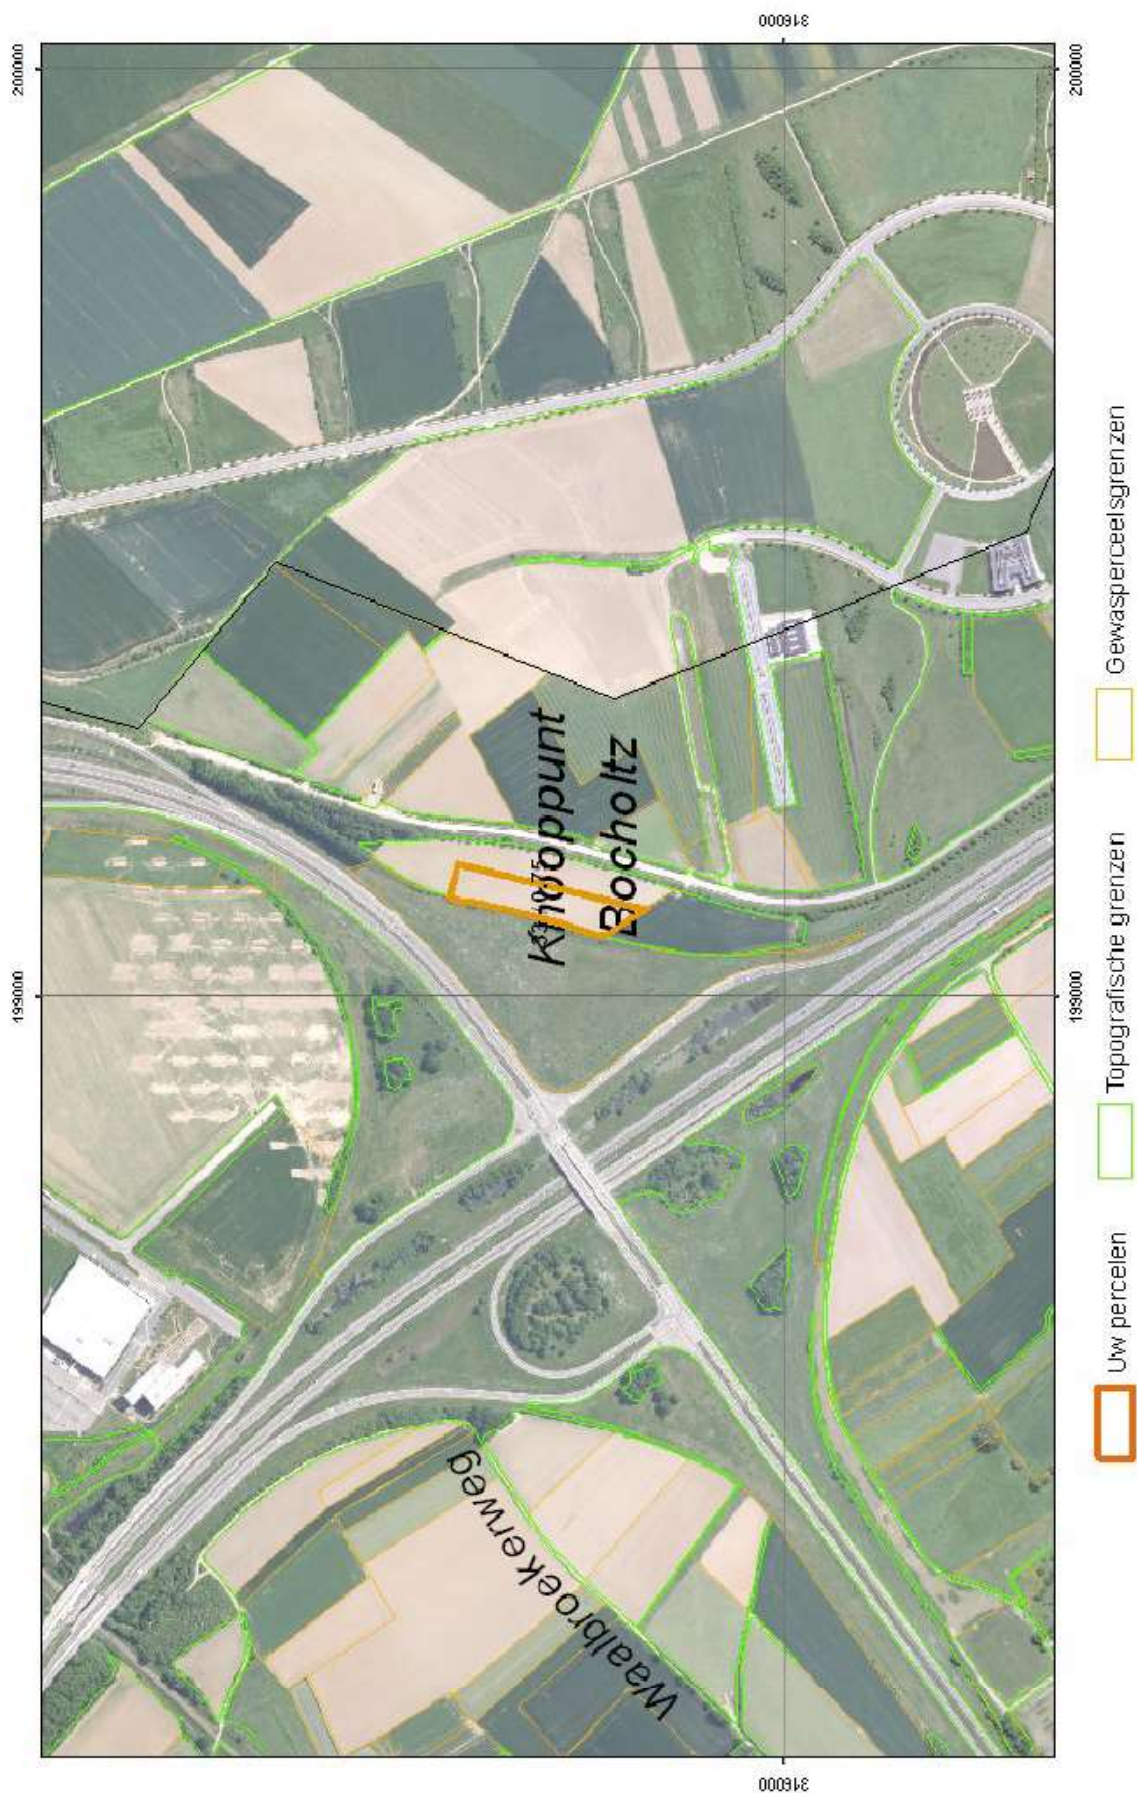 200000
199000
316000
316000
200000
199000
Knooppunt
Bocholtz
Waalbroekerweg
Uw percelen
Topografische grenzen
Gewasperceelsgrenzen